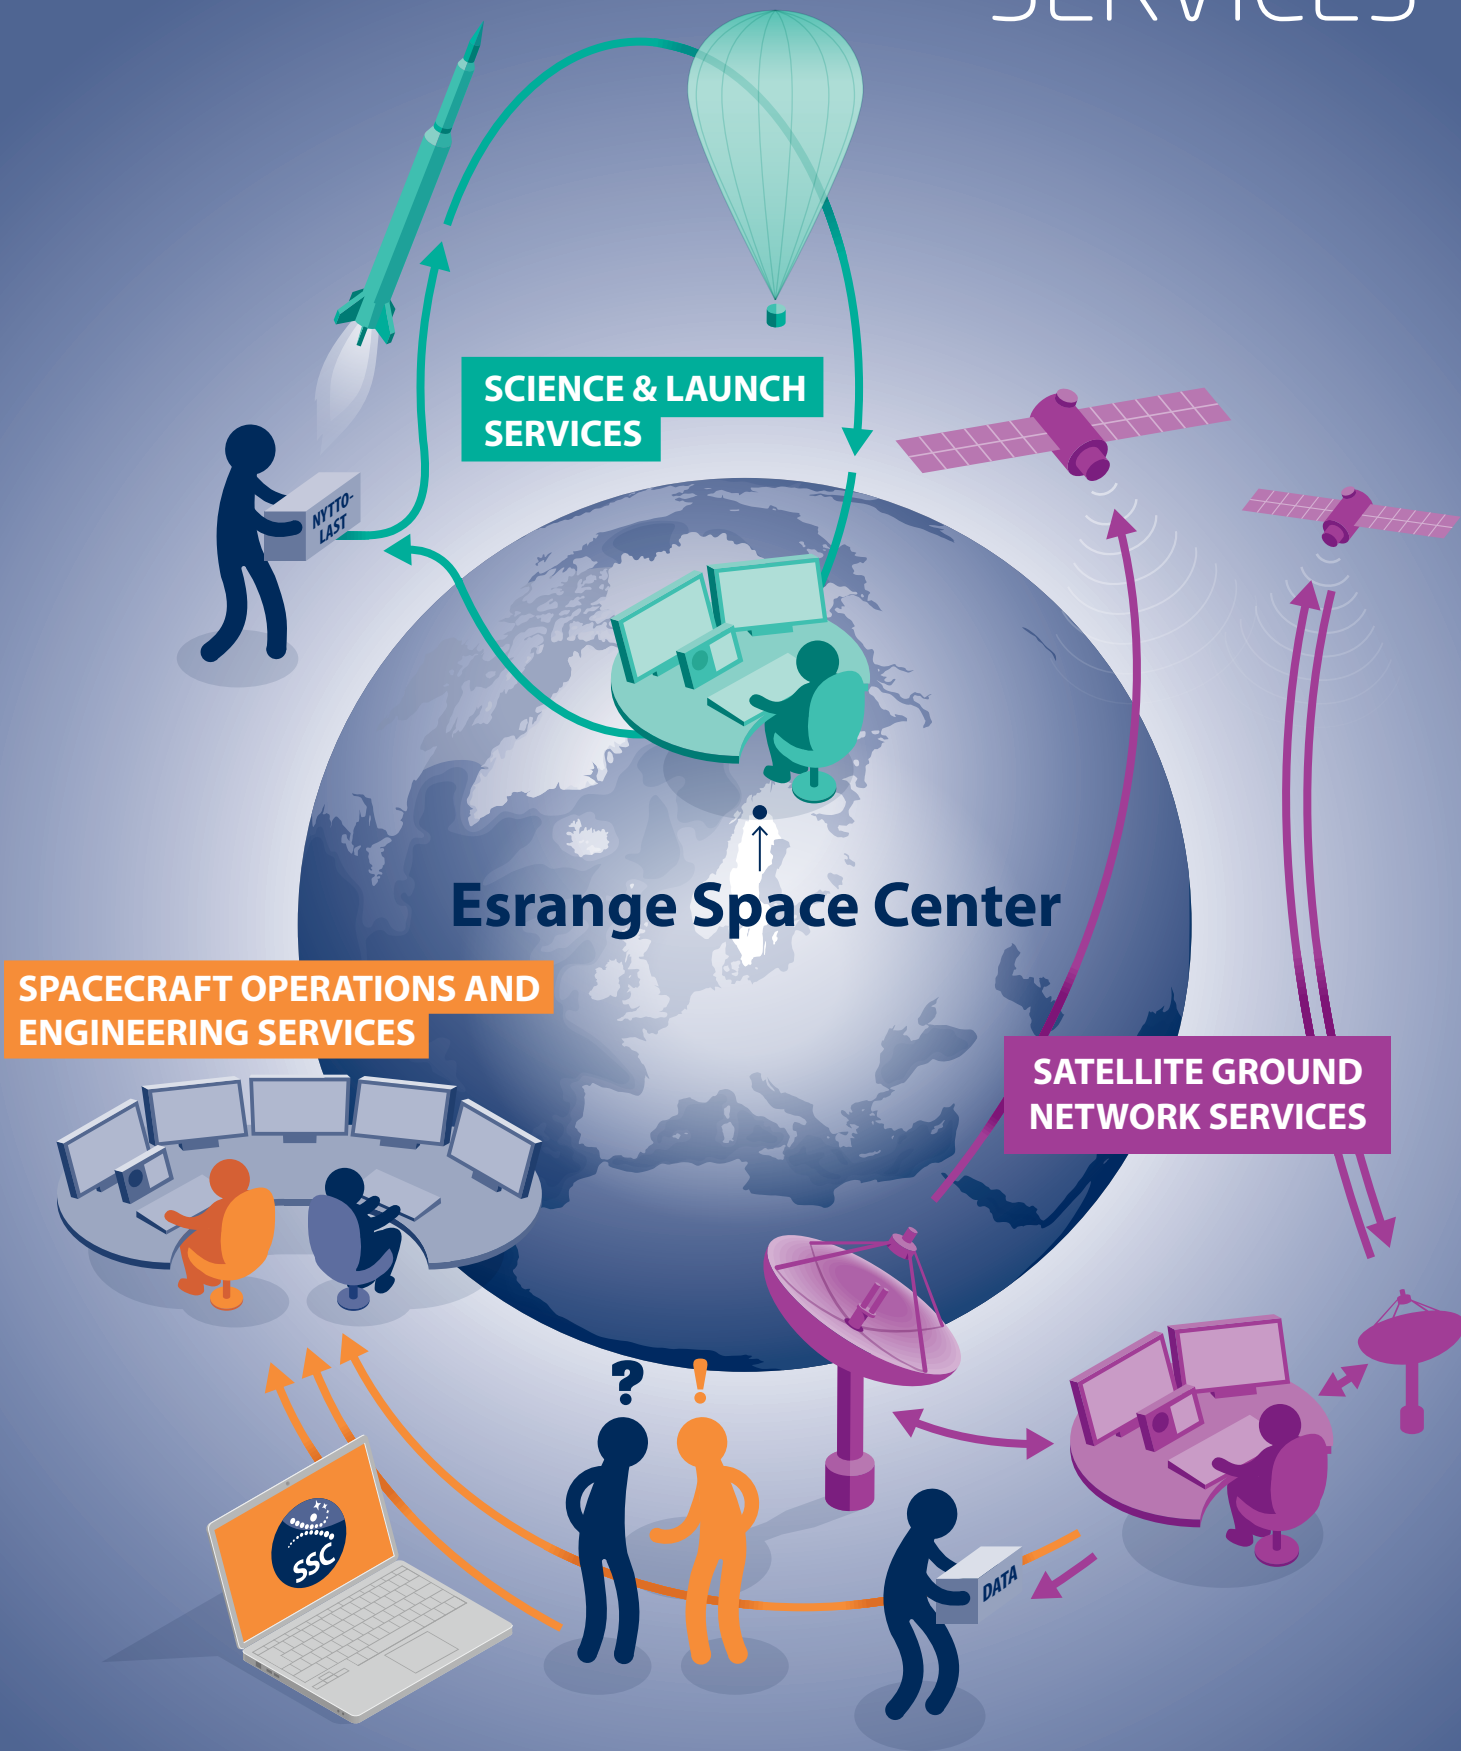 SERVICES
SCIENCE & LAUNCH
SERVICES
NYTTO-
LAST
Esrange Space Center
SPACECRAFT OPERATIONS AND
ENGINEERING SERVICES
SATELLITE GROUND
NETWORK SERVICES
? !
SSC
DATA